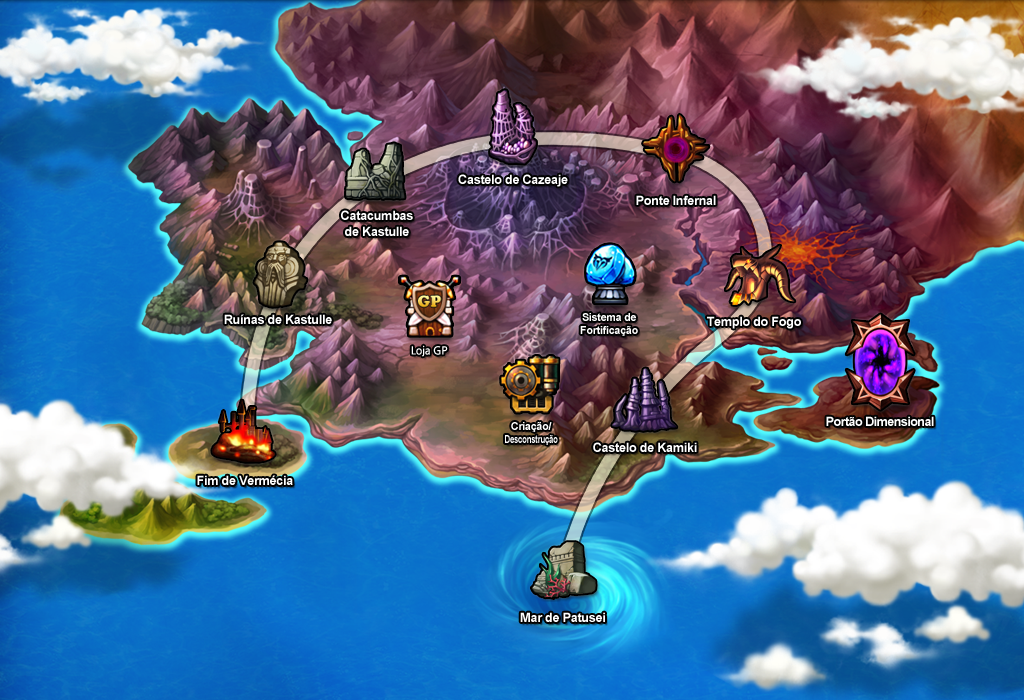 Castelo de Cazeaje
Ponte Infernal
Catacumbas
de Kastulle
GP
Ruínas de Kastulle
Sistema de
Fortificação
Templo do Fogo
Loja GP
Portão Dimensional
Criação/
Desconstrução
Castelo de Kamiki
Fim de Vermécia
Mar de Patusei